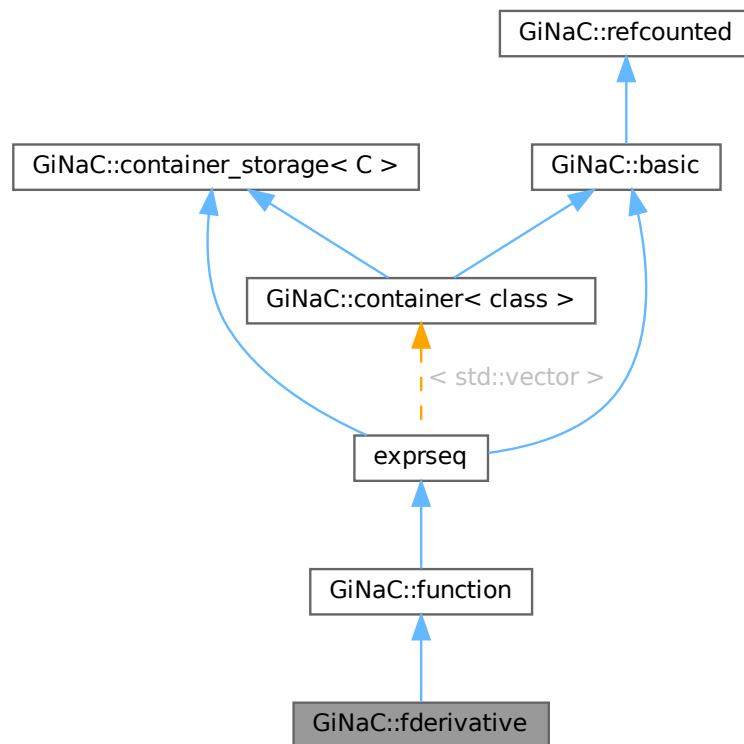 GiNaC::refcounted
GiNaC::container_storage< C >
GiNaC::basic
GiNaC::container< class >
< std::vector >
exprseq
GiNaC::function
GiNaC::fderivative